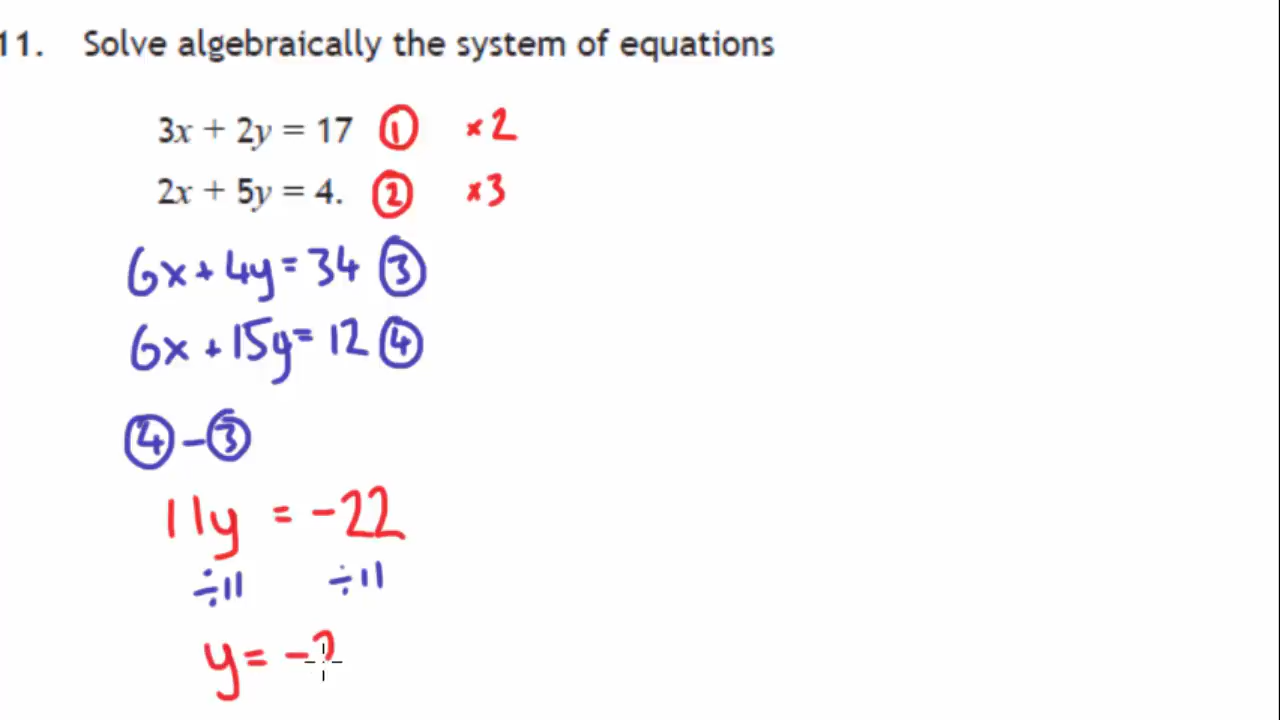 11. Solve algebraically the system of equations
3x + 2y = 17 ① ×2
2x + 5y = 4. ② ×3
6x + 4y = 34 ③
6x + 15y = 12 ④
④ - ③
11y = -22
÷11 ÷11
y = -